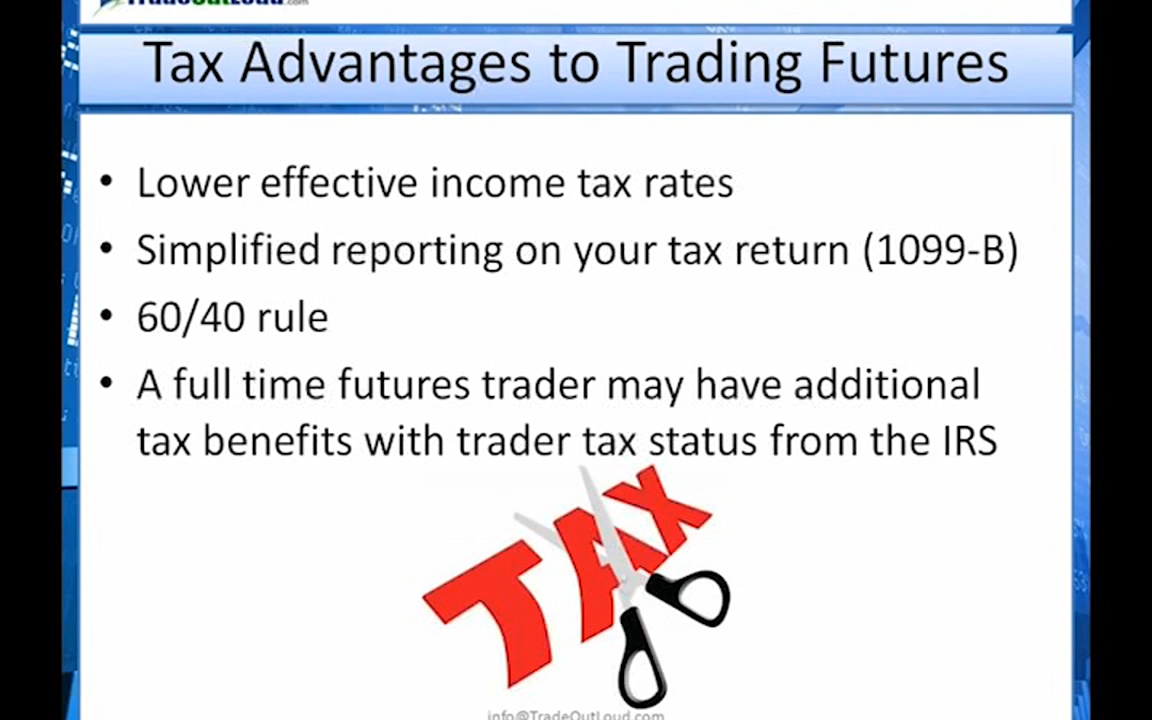 TradeOutLoud.com
Tax Advantages to Trading Futures
• Lower effective income tax rates
• Simplified reporting on your tax return (1099-B)
• 60/40 rule
• A full time futures trader may have additional
tax benefits with trader tax status from the IRS
TAX
info@TradeOutLoud.com